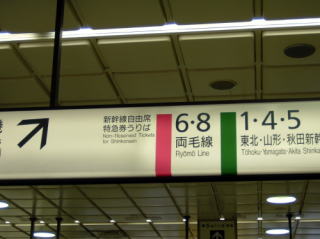 新幹線自由席
特急券うりば
Non-Reserved Tickets
for Shinkansen
6・8
両毛線
Ryōmō Line
1・4・5
東北・山形・秋田新幹
Tōhoku・Yamagata・Akita Shinka